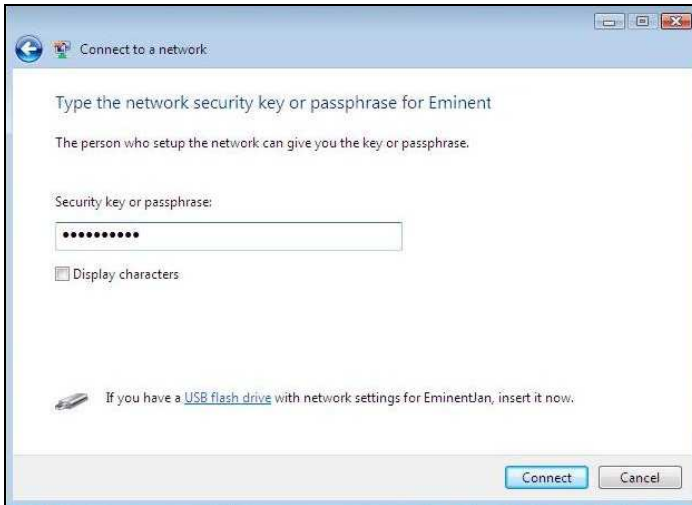 Connect to a network
Type the network security key or passphrase for Eminent
The person who setup the network can give you the key or passphrase.
Security key or passphrase:
••••••••••
Display characters
If you have a USB flash drive with network settings for EminentJan, insert it now.
Connect Cancel